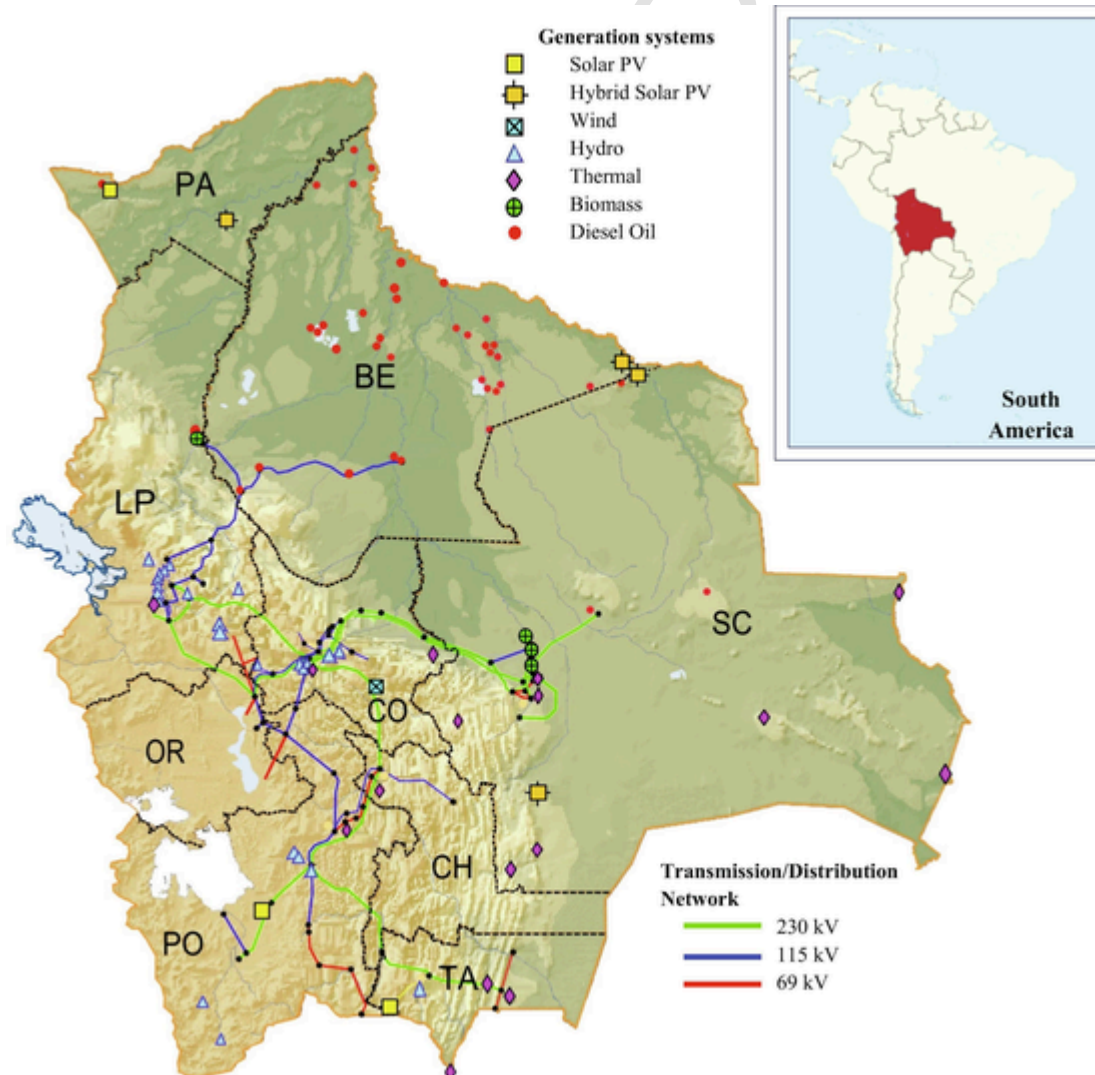 Generation systems
Solar PV
Hybrid Solar PV
Wind
Hydro
Thermal
Biomass
Diesel Oil
South
America
PA
BE
LP
SC
CO
OR
CH
PO
TA
Transmission/Distribution
Network
230 kV
115 kV
69 kV